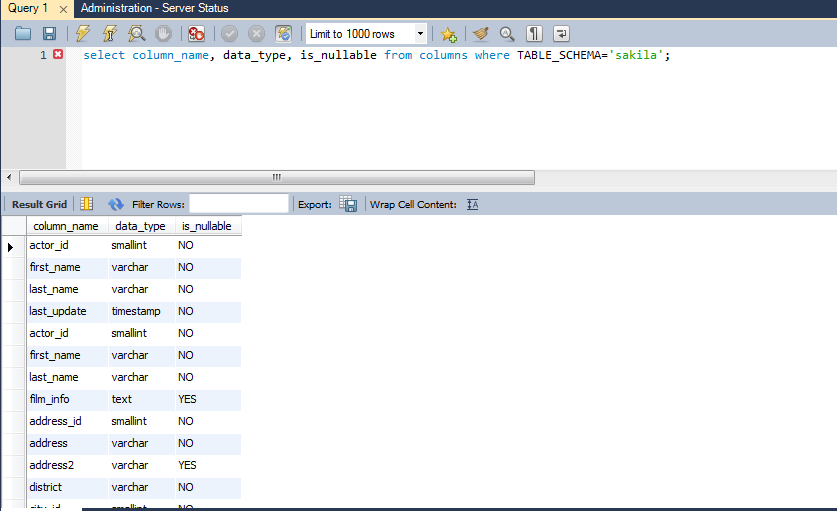 Query 1 Administration - Server Status
Limit to 1000 rows
1 select column_name, data_type, is_nullable from columns where TABLE_SCHEMA='sakila';
Result Grid Filter Rows: Export: Wrap Cell Content:
column_name data_type is_nullable
actor_id smallint NO
first_name varchar NO
last_name varchar NO
last_update timestamp NO
actor_id smallint NO
first_name varchar NO
last_name varchar NO
film_info text YES
address_id smallint NO
address varchar NO
address2 varchar YES
district varchar NO
city_id smallint NO